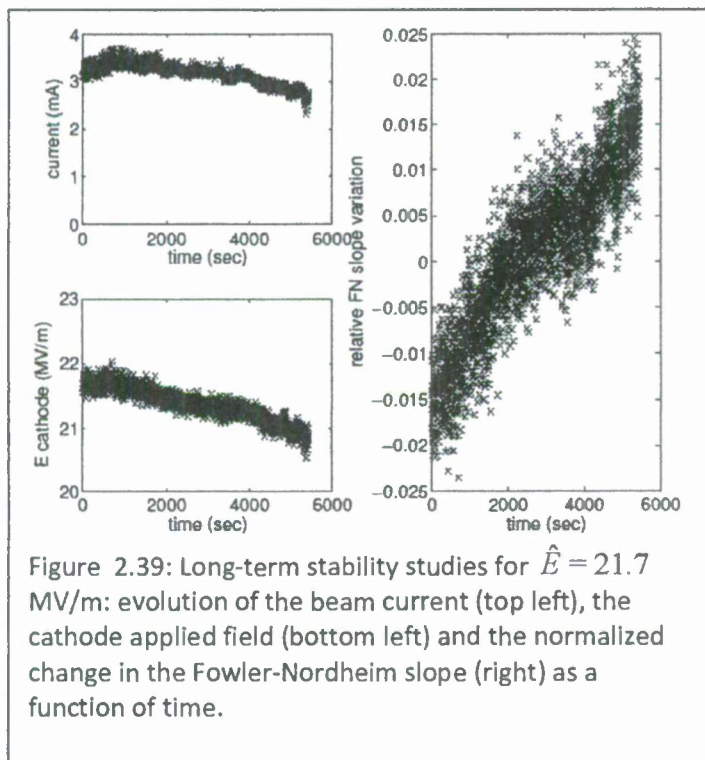 4
3
2
1
0
current (mA)
0
2000
4000
6000
time (sec)
23
22
21
20
E cathode (MV/m)
0
2000
4000
6000
time (sec)
0.025
0.02
0.015
0.01
0.005
0
−0.005
−0.01
−0.015
−0.02
−0.025
relative FN slope variation
0
2000
4000
6000
time (sec)
Figure 2.39: Long-term stability studies for Ê = 21.7
MV/m: evolution of the beam current (top left), the
cathode applied field (bottom left) and the normalized
change in the Fowler-Nordheim slope (right) as a
function of time.